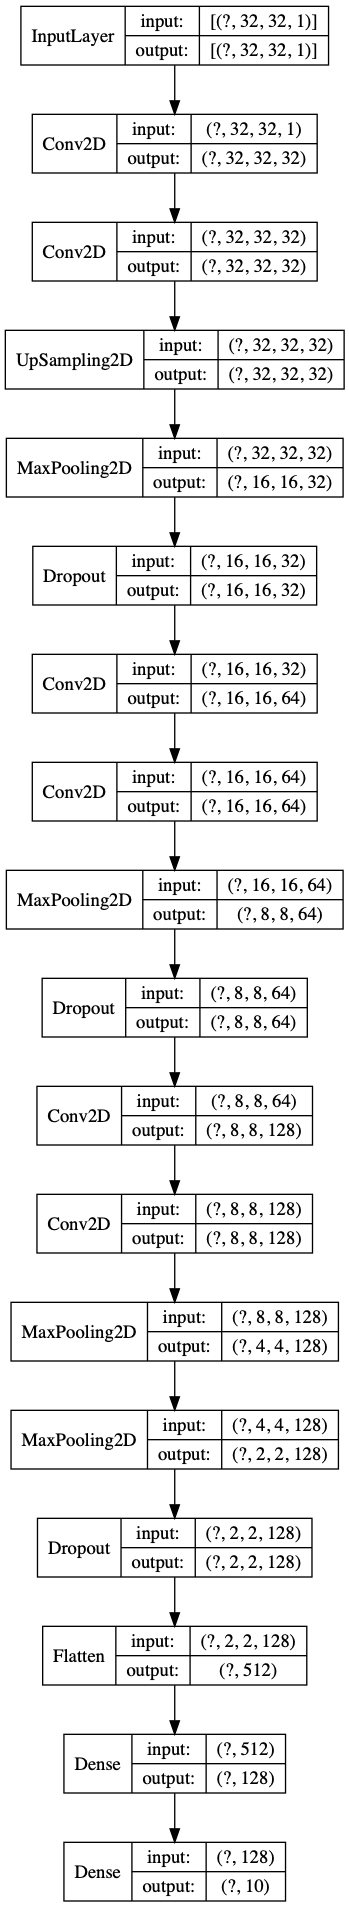 InputLayer
input: [(?, 32, 32, 1)]
output: [(?, 32, 32, 1)]
Conv2D
input: (?, 32, 32, 1)
output: (?, 32, 32, 32)
Conv2D
input: (?, 32, 32, 32)
output: (?, 32, 32, 32)
UpSampling2D
input: (?, 32, 32, 32)
output: (?, 32, 32, 32)
MaxPooling2D
input: (?, 32, 32, 32)
output: (?, 16, 16, 32)
Dropout
input: (?, 16, 16, 32)
output: (?, 16, 16, 32)
Conv2D
input: (?, 16, 16, 32)
output: (?, 16, 16, 64)
Conv2D
input: (?, 16, 16, 64)
output: (?, 16, 16, 64)
MaxPooling2D
input: (?, 16, 16, 64)
output: (?, 8, 8, 64)
Dropout
input: (?, 8, 8, 64)
output: (?, 8, 8, 64)
Conv2D
input: (?, 8, 8, 64)
output: (?, 8, 8, 128)
Conv2D
input: (?, 8, 8, 128)
output: (?, 8, 8, 128)
MaxPooling2D
input: (?, 8, 8, 128)
output: (?, 4, 4, 128)
MaxPooling2D
input: (?, 4, 4, 128)
output: (?, 2, 2, 128)
Dropout
input: (?, 2, 2, 128)
output: (?, 2, 2, 128)
Flatten
input: (?, 2, 2, 128)
output: (?, 512)
Dense
input: (?, 512)
output: (?, 128)
Dense
input: (?, 128)
output: (?, 10)